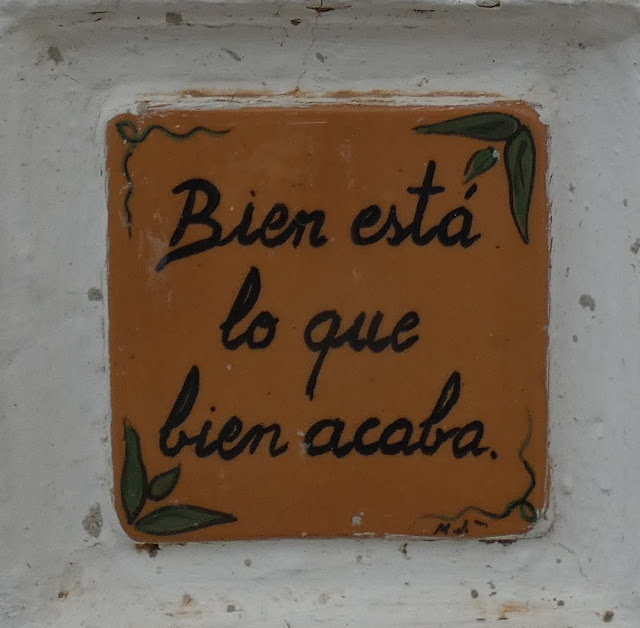 Bien está
lo que
bien acaba.